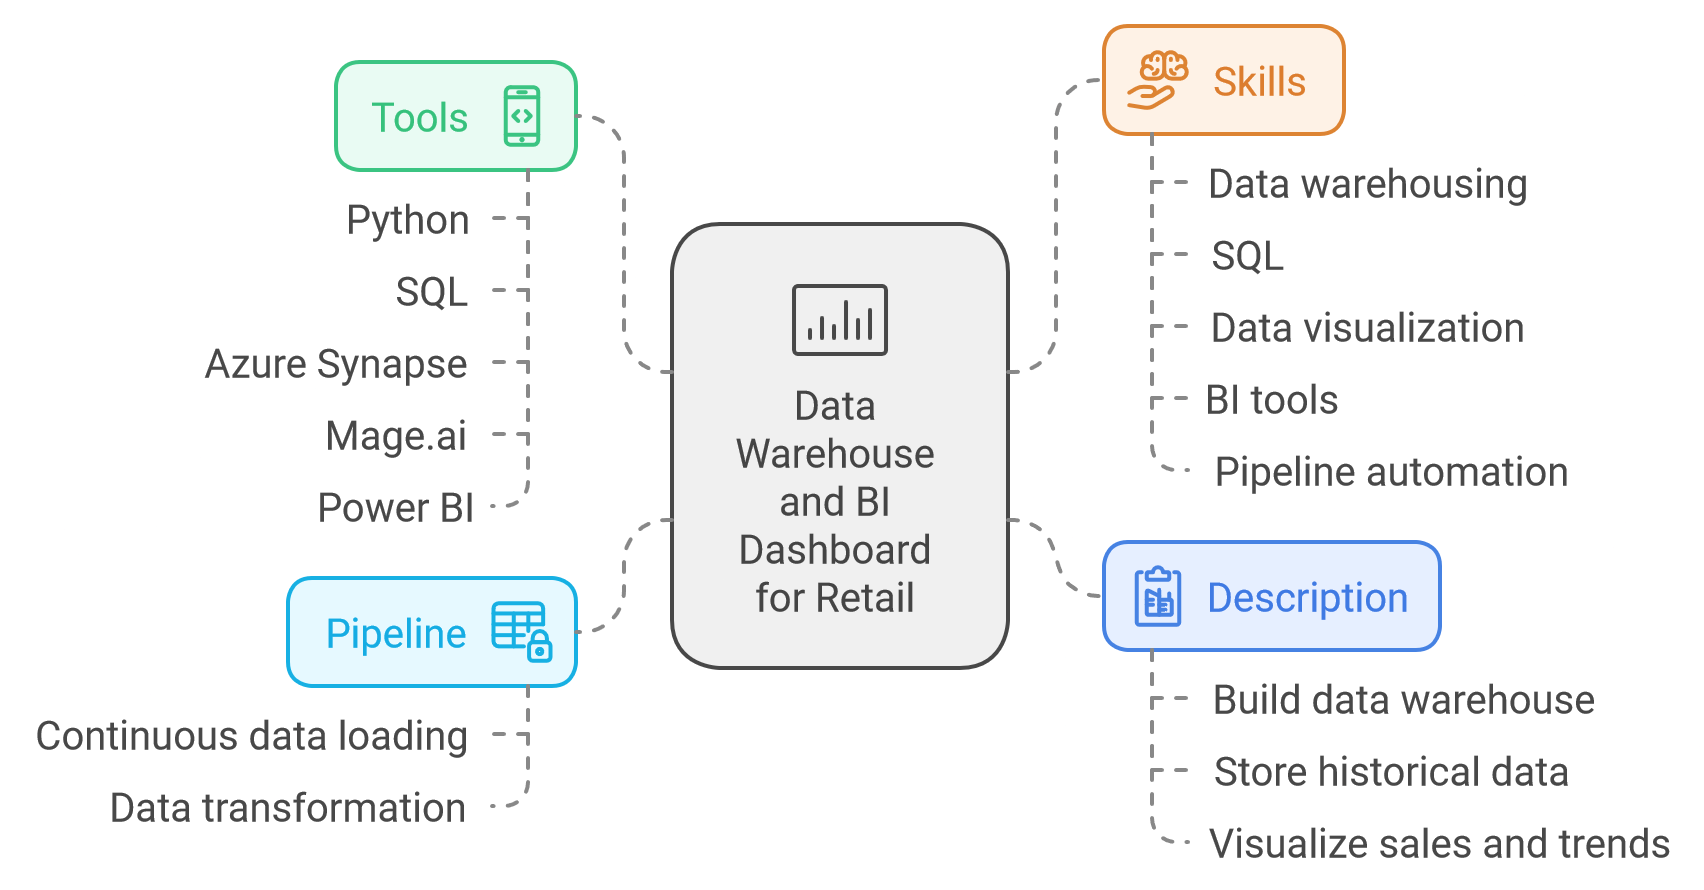 Tools
Python
SQL
Azure Synapse
Mage.ai
Power BI
Pipeline
Continuous data loading
Data transformation
Data
Warehouse
and BI
Dashboard
for Retail
Skills
Data warehousing
SQL
Data visualization
BI tools
Pipeline automation
Description
Build data warehouse
Store historical data
Visualize sales and trends